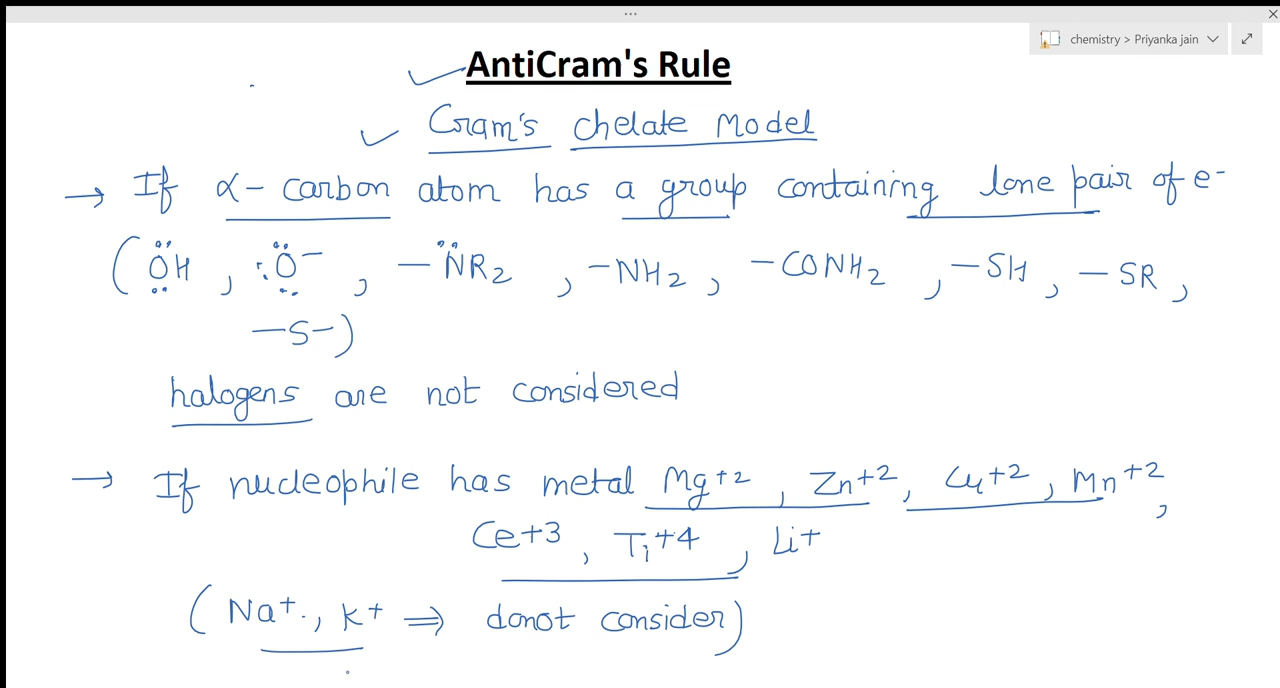 chemistry > Priyanka jain
AntiCram's Rule
Cram's chelate Model
→ If α- carbon atom has a group containing lone pair of e-
(ÖH, :Ö⁻, -N̈R2, -NH2, -CONH2, -SH, -SR,
-S-)
halogens are not considered
→ If nucleophile has metal Mg+2, Zn+2, Cu+2, Mn+2,
Ce+3, Ti+4, Li+
(Na+, K+ ⇒ donot consider)